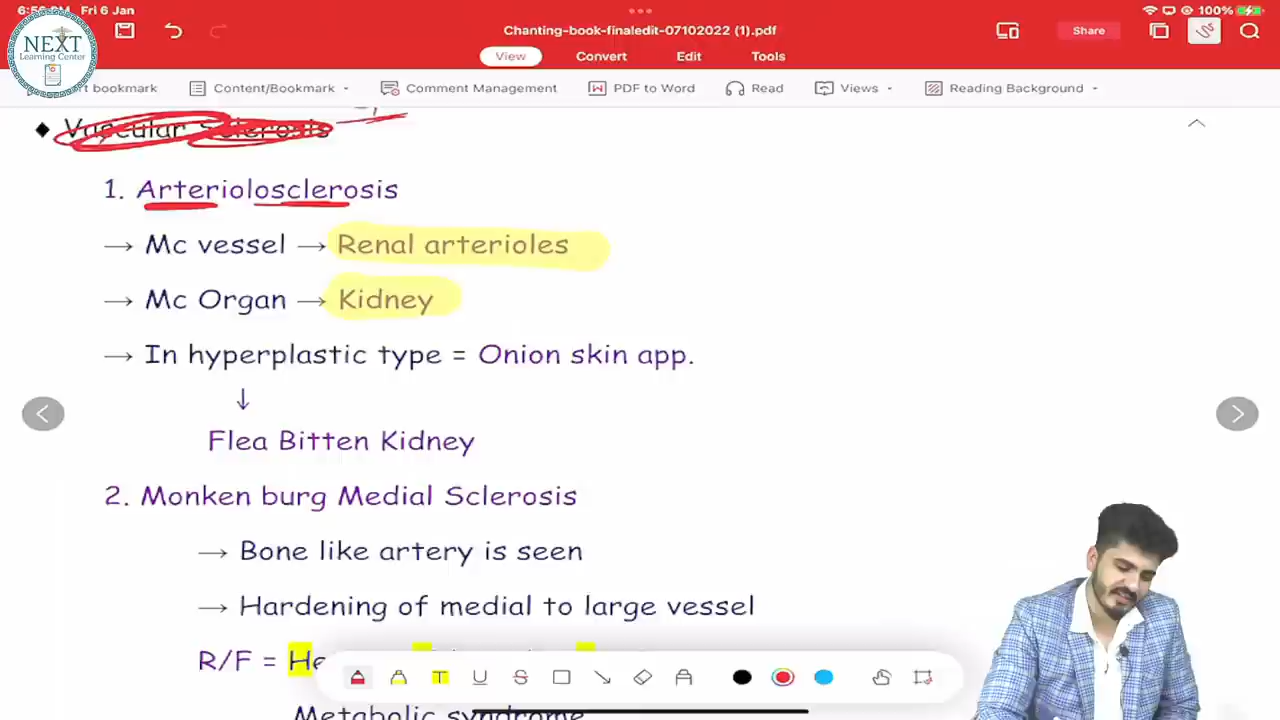 6:56 PM Fri 6 Jan
100%
NEXT
Learning Center
Chanting-book-finaledit-07102022 (1).pdf
Share
View
Convert
Edit
Tools
bookmark
Content/Bookmark
Comment Management
PDF to Word
Read
Views
Reading Background
◆ Vascular Sclerosis
1. Arteriolosclerosis
→ Mc vessel → Renal arterioles
→ Mc Organ → Kidney
→ In hyperplastic type = Onion skin app.
↓
Flea Bitten Kidney
2. Monken burg Medial Sclerosis
→ Bone like artery is seen
→ Hardening of medial to large vessel
R/F =
Metabolic syndrome